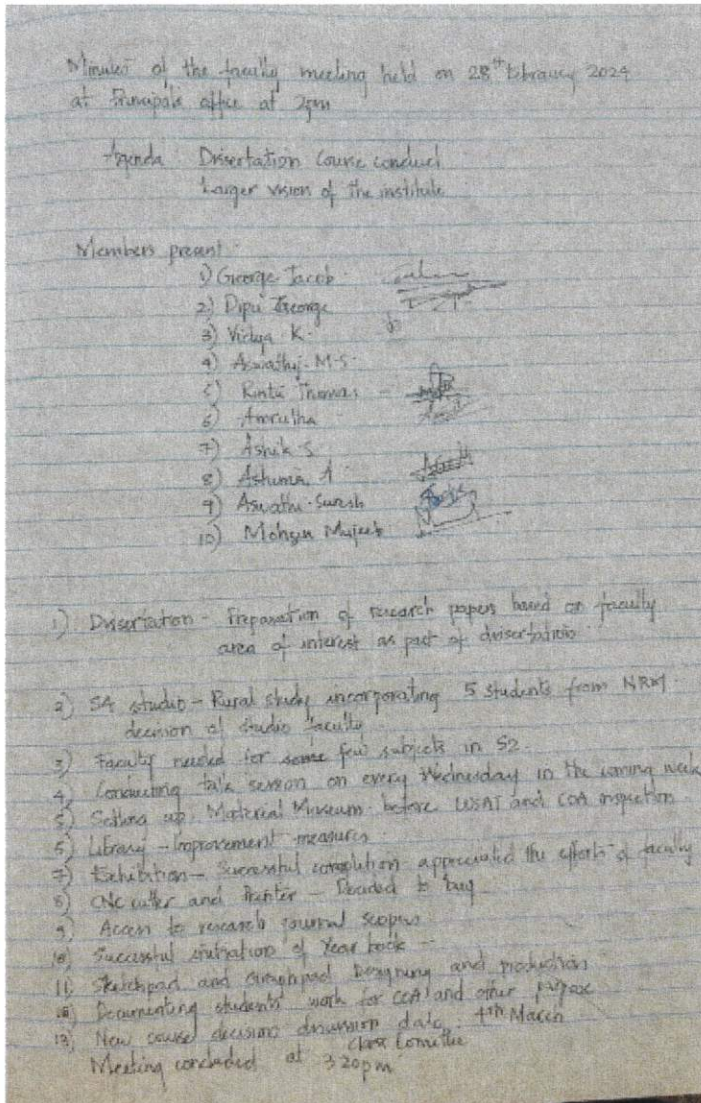 Minutes of the faculty meeting held on 28th February 2024
at Principals office at 2pm
Agenda Dissertation Course conduct
Larger vision of the institute
Members present.
1) George Jacob
2) Dipu George
3) Vidya K.
4) Aswathy. M.S.
5) Rintu Thomas -
6) Amrutha
7) Ashik S
8) Ashima A
9) Aswathi Suresh
10) Mohsin Mujeeb
1) Dissertation - Preparation of research papers based on faculty
area of interest as part of dissertation.
2) S4 studio - Rural study incorporating 5 students from NRM.
decision of studio faculty
3) Faculty needed for some few subjects in S2.
4) Conducting talk session on every Wednesday in the coming week
5) Setting up Material Museum before and COA inspection
6) Library - Improvement measures.
7) Exhibition - Successful completion appreciated the efforts of faculty
8) CNC cutter and Printer - Decided to buy
9) Access to research journal scopus
10) Successful initiation of Year book -
11) Sketchpad and Designing and production
12) Documenting students' work for COA and other purpose
13) New course decision discussion date. 4th March
Class Comittee
Meeting concluded at 3 20pm